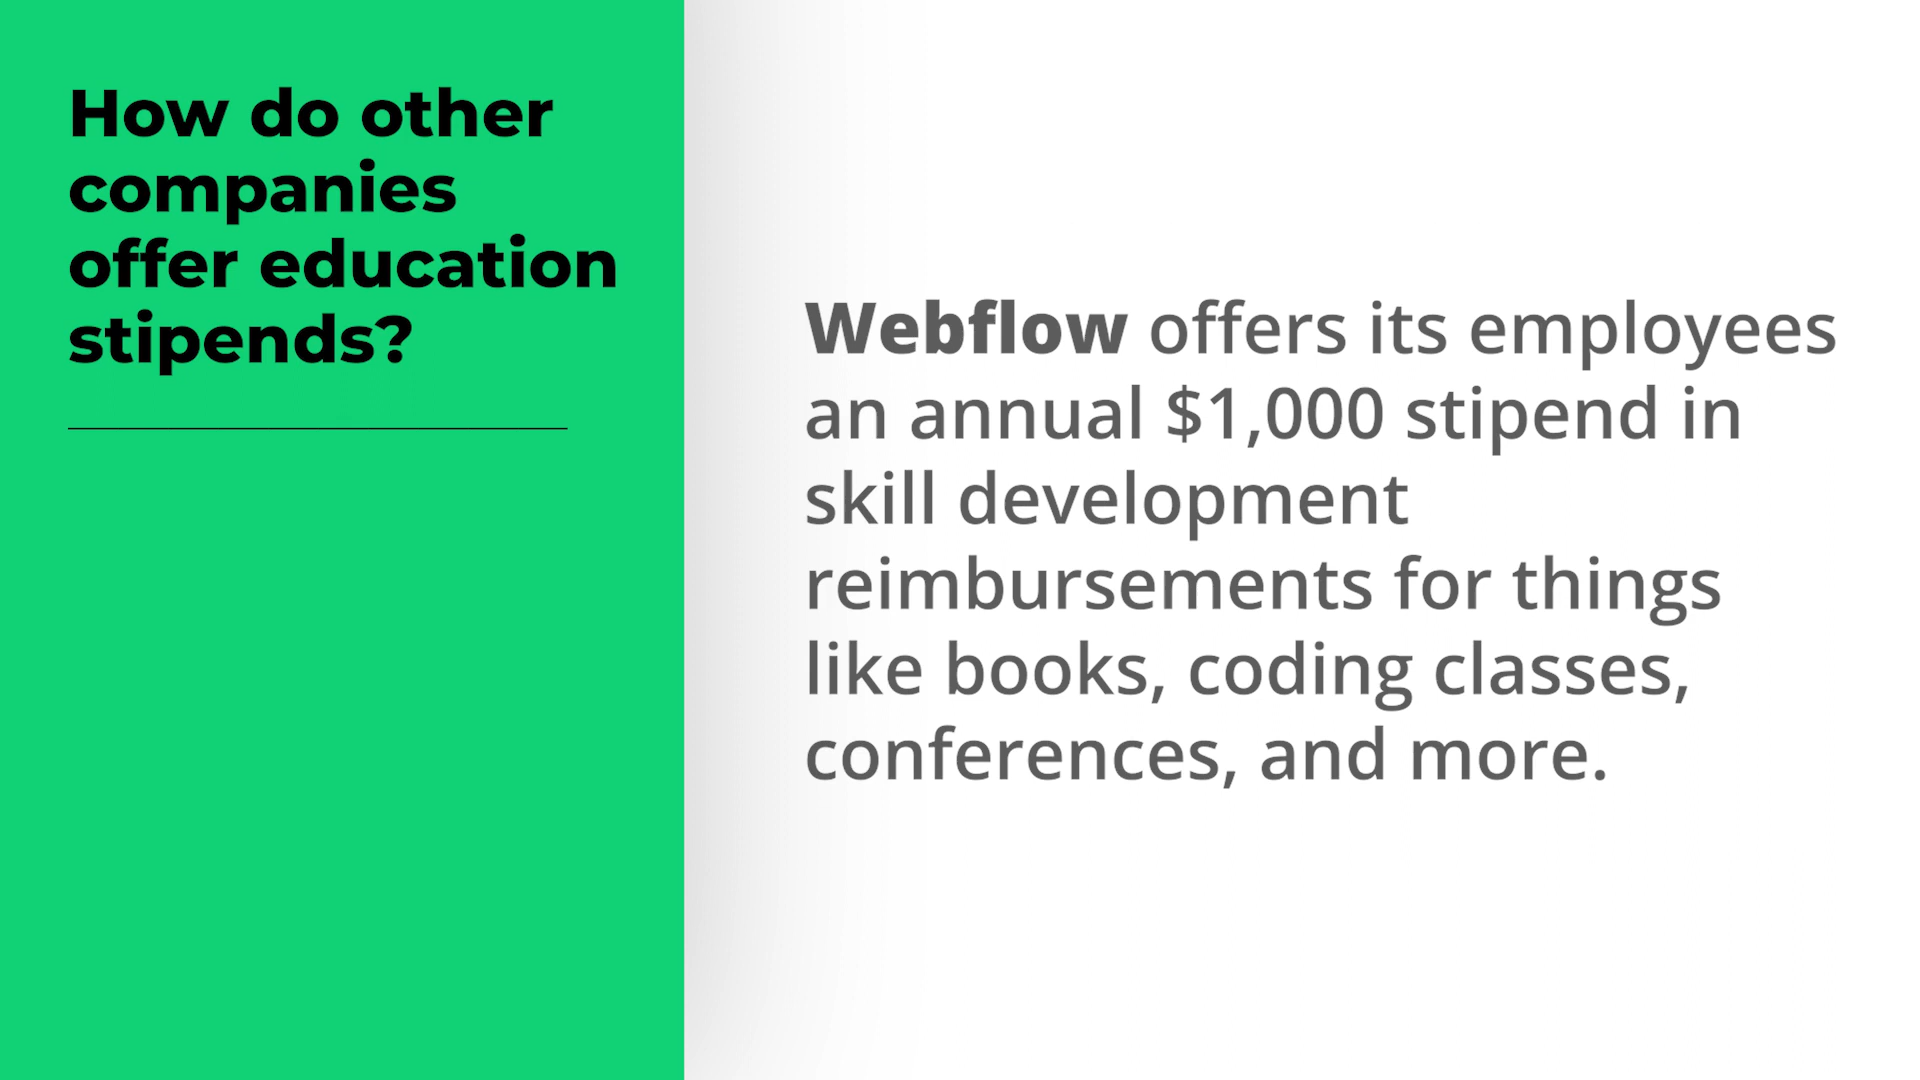 How do other
companies
offer education
stipends?
Webflow offers its employees
an annual $1,000 stipend in
skill development
reimbursements for things
like books, coding classes,
conferences, and more.